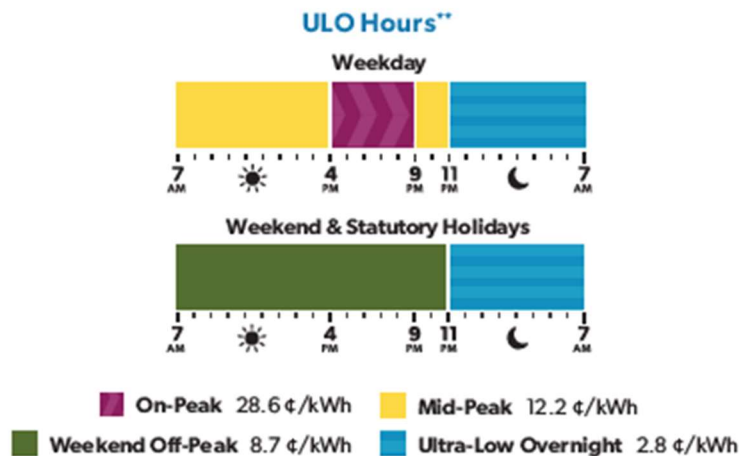 ULO Hours**
Weekday
7 AM 4 PM 9 PM 11 PM 7 AM
Weekend & Statutory Holidays
7 AM 4 PM 9 PM 11 PM 7 AM
On-Peak 28.6 ¢/kWh Mid-Peak 12.2 ¢/kWh
Weekend Off-Peak 8.7 ¢/kWh Ultra-Low Overnight 2.8 ¢/kWh